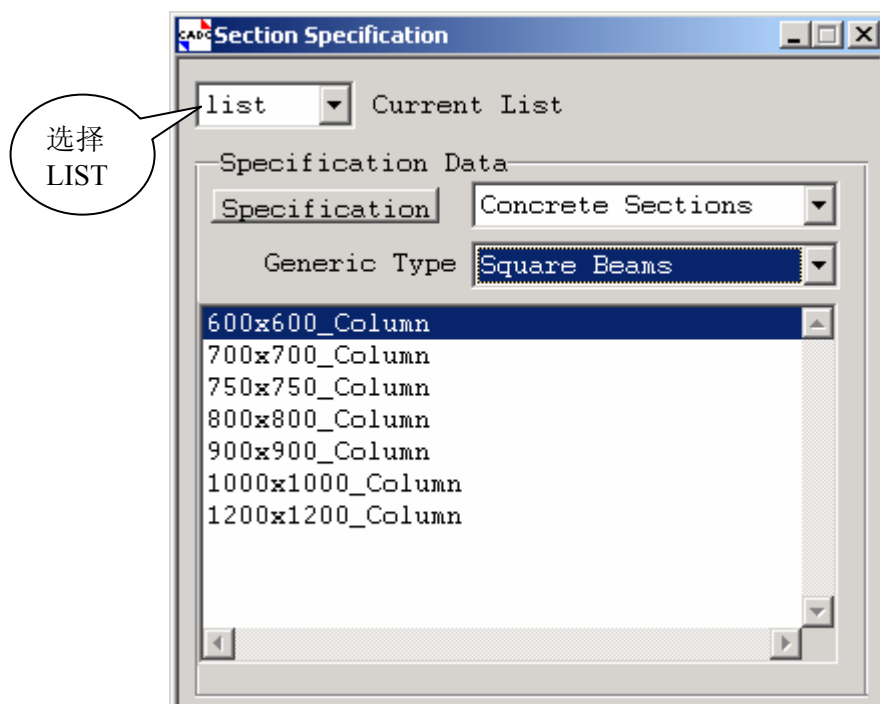 CADC Section Specification
list Current List
选择
LIST
Specification Data
Specification Concrete Sections
Generic Type Square Beams
600x600_Column
700x700_Column
750x750_Column
800x800_Column
900x900_Column
1000x1000_Column
1200x1200_Column